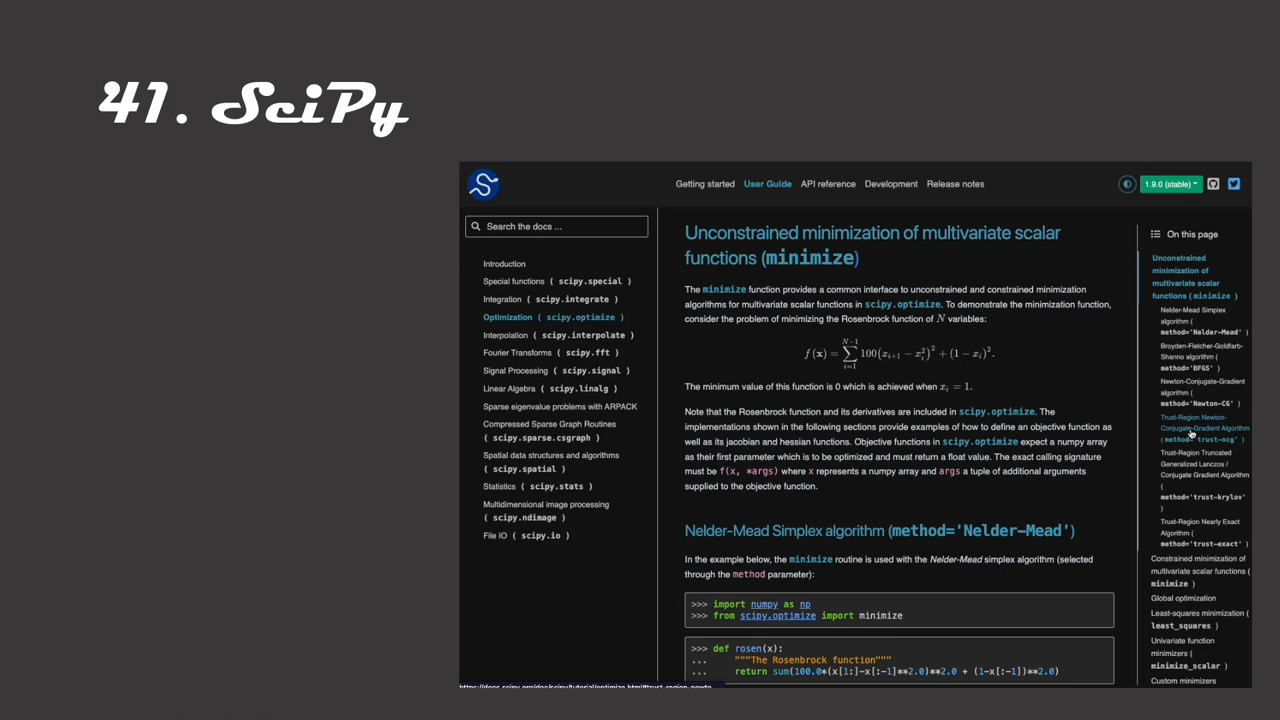 41. SciPy
Getting started User Guide API reference Development Release notes
1.9.0 (stable)
Search the docs ...
Introduction
Special functions ( scipy.special )
Integration ( scipy.integrate )
Optimization ( scipy.optimize )
Interpolation ( scipy.interpolate )
Fourier Transforms ( scipy.fft )
Signal Processing ( scipy.signal )
Linear Algebra ( scipy.linalg )
Sparse eigenvalue problems with ARPACK
Compressed Sparse Graph Routines
( scipy.sparse.csgraph )
Spatial data structures and algorithms
( scipy.spatial )
Statistics ( scipy.stats )
Multidimensional image processing
( scipy.ndimage )
File IO ( scipy.io )
Unconstrained minimization of multivariate scalar
functions (minimize)
The minimize function provides a common interface to unconstrained and constrained minimization
algorithms for multivariate scalar functions in scipy.optimize. To demonstrate the minimization function,
consider the problem of minimizing the Rosenbrock function of N variables:
f(x) = ∑_{i=1}^{N−1} 100(x_{i+1} − x_i^2)^2 + (1 − x_i)^2.
The minimum value of this function is 0 which is achieved when x_i = 1.
Note that the Rosenbrock function and its derivatives are included in scipy.optimize. The
implementations shown in the following sections provide examples of how to define an objective function as
well as its jacobian and hessian functions. Objective functions in scipy.optimize expect a numpy array
as their first parameter which is to be optimized and must return a float value. The exact calling signature
must be f(x, *args) where x represents a numpy array and args a tuple of additional arguments
supplied to the objective function.
Nelder-Mead Simplex algorithm (method='Nelder-Mead')
In the example below, the minimize routine is used with the Nelder-Mead simplex algorithm (selected
through the method parameter):
>>> import numpy as np
>>> from scipy.optimize import minimize
>>> def rosen(x):
... """The Rosenbrock function"""
... return sum(100.0*(x[1:]-x[:-1]**2.0)**2.0 + (1-x[:-1])**2.0)
On this page
Unconstrained
minimization of
multivariate scalar
functions ( minimize )
Nelder-Mead Simplex
algorithm (
method='Nelder-Mead' )
Broyden-Fletcher-Goldfarb-
Shanno algorithm (
method='BFGS' )
Newton-Conjugate-Gradient
algorithm (
method='Newton-CG' )
Trust-Region Newton-
Conjugate-Gradient Algorithm
( method='trust-ncg' )
Trust-Region Truncated
Generalized Lanczos /
Conjugate Gradient Algorithm
(
method='trust-krylov'
)
Trust-Region Nearly Exact
Algorithm (
method='trust-exact' )
Constrained minimization of
multivariate scalar functions (
minimize )
Global optimization
Least-squares minimization (
least_squares )
Univariate function
minimizers (
minimize_scalar )
Custom minimizers